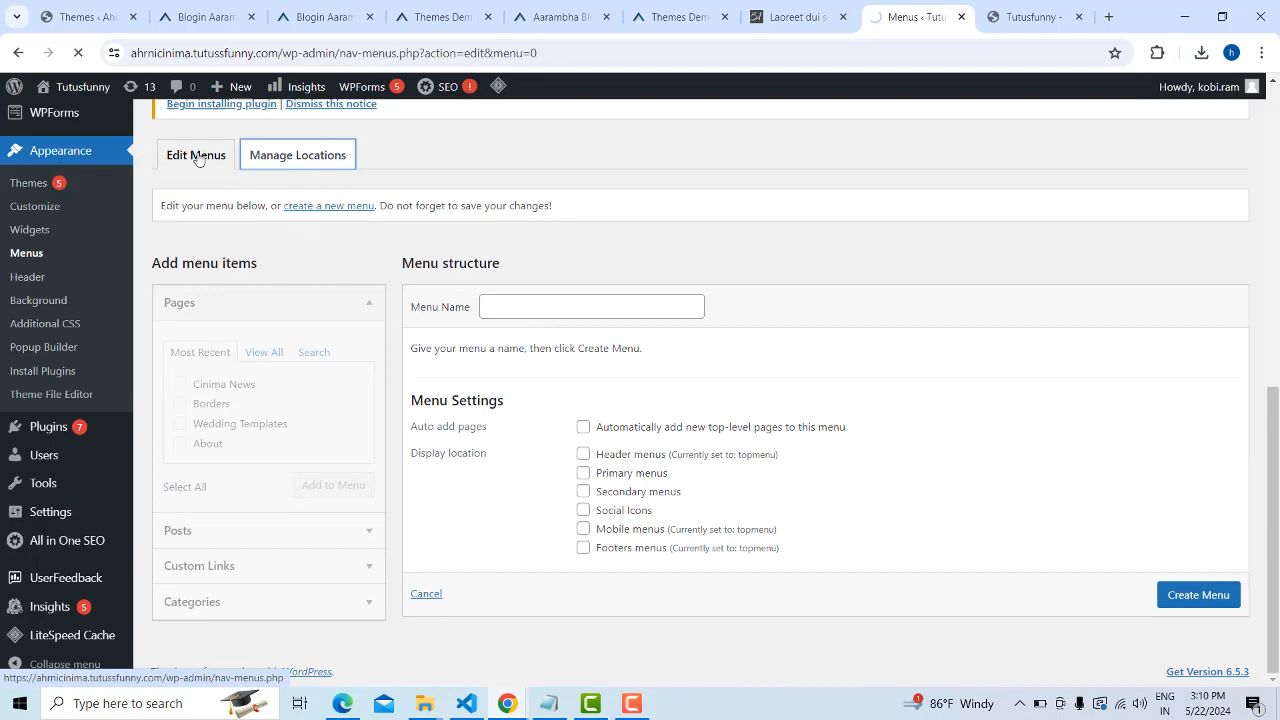 Themes ‹ Ahrni
Blogin Aaram
Blogin Aaram
Themes Dem
Aarambha Bl
Themes Dem
Laoreet dui s
Menus ‹ Tutu
Tutusfunny -
ahrnicinima.tutussfunny.com/wp-admin/nav-menus.php?action=edit&menu=0
h
Tutusfunny
13
0
New
Insights
WPForms 5
SEO !
Howdy, kobi.ram
WPForms
Appearance
Themes 5
Customize
Widgets
Menus
Header
Background
Additional CSS
Popup Builder
Install Plugins
Theme File Editor
Plugins 7
Users
Tools
Settings
All in One SEO
UserFeedback
Insights 5
LiteSpeed Cache
Collapse menu
Begin installing plugin | Dismiss this notice
Edit Menus
Manage Locations
Edit your menu below, or create a new menu. Do not forget to save your changes!
Add menu items
Pages
Most Recent
View All
Search
Cinima News
Borders
Wedding Templates
About
Select All
Add to Menu
Posts
Custom Links
Categories
Menu structure
Menu Name
Give your menu a name, then click Create Menu.
Menu Settings
Auto add pages
Automatically add new top-level pages to this menu
Display location
Header menus (Currently set to: topmenu)
Primary menus
Secondary menus
Social Icons
Mobile menus (Currently set to: topmenu)
Footers menus (Currently set to: topmenu)
Cancel
Create Menu
WordPress.
Get Version 6.5.3
https://ahrnicinima.tutussfunny.com/wp-admin/nav-menus.php
Type here to search
86°F Windy
ENG
IN
3:10 PM
5/22/2024